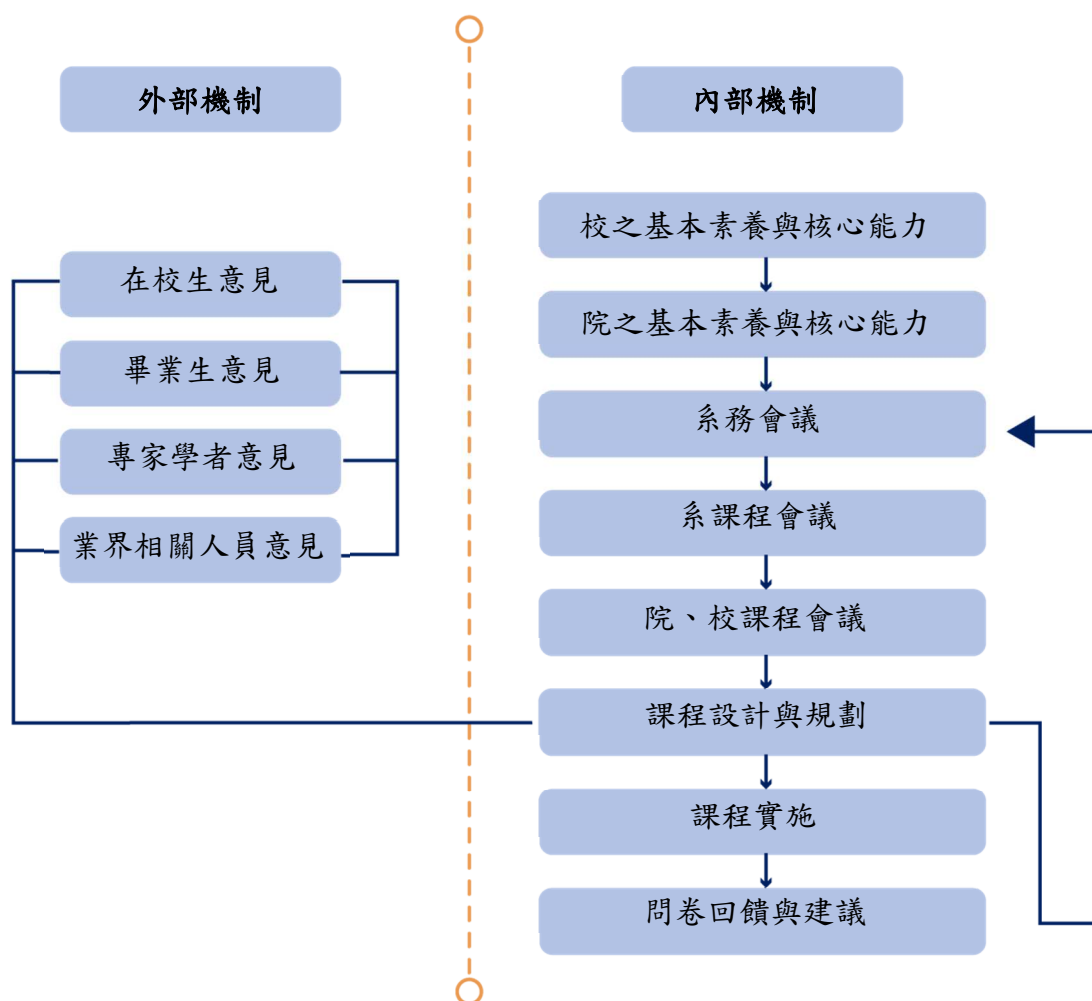 外部機制
內部機制
校之基本素養與核心能力
在校生意見
院之基本素養與核心能力
畢業生意見
系務會議
專家學者意見
系課程會議
業界相關人員意見
院、校課程會議
課程設計與規劃
課程實施
問卷回饋與建議